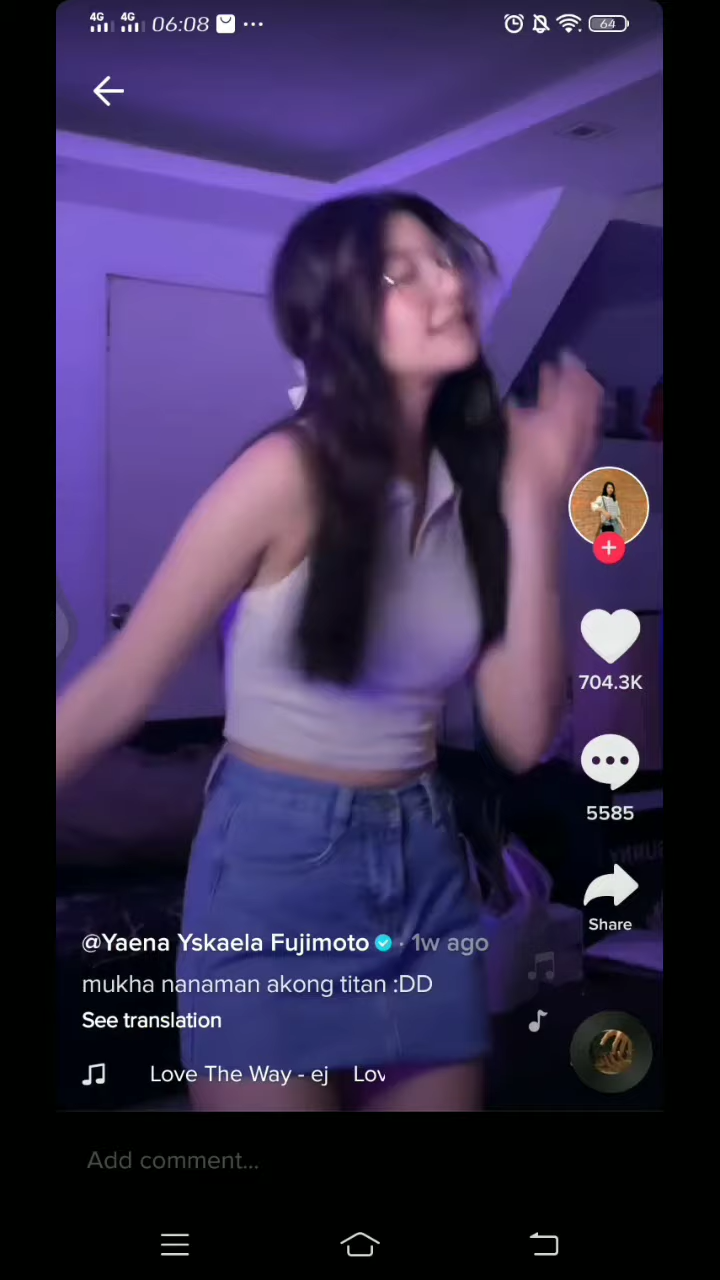 4G 4G 06:08 64
704.3K
5585
Share
@Yaena Yskaela Fujimoto · 1w ago
mukha nanaman akong titan :DD
See translation
Love The Way - ej Lov
Add comment...